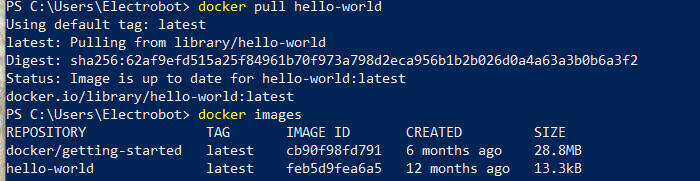 PS C:\Users\Electrobot> docker pull hello-world
Using default tag: latest
latest: Pulling from library/hello-world
Digest: sha256:62af9efd515a25f84961b70f973a798d2eca956b1b2b026d0a4a63a3b0b6a3f2
Status: Image is up to date for hello-world:latest
docker.io/library/hello-world:latest
PS C:\Users\Electrobot> docker images
REPOSITORY TAG IMAGE ID CREATED SIZE
docker/getting-started latest cb90f98fd791 6 months ago 28.8MB
hello-world latest feb5d9fea6a5 12 months ago 13.3kB